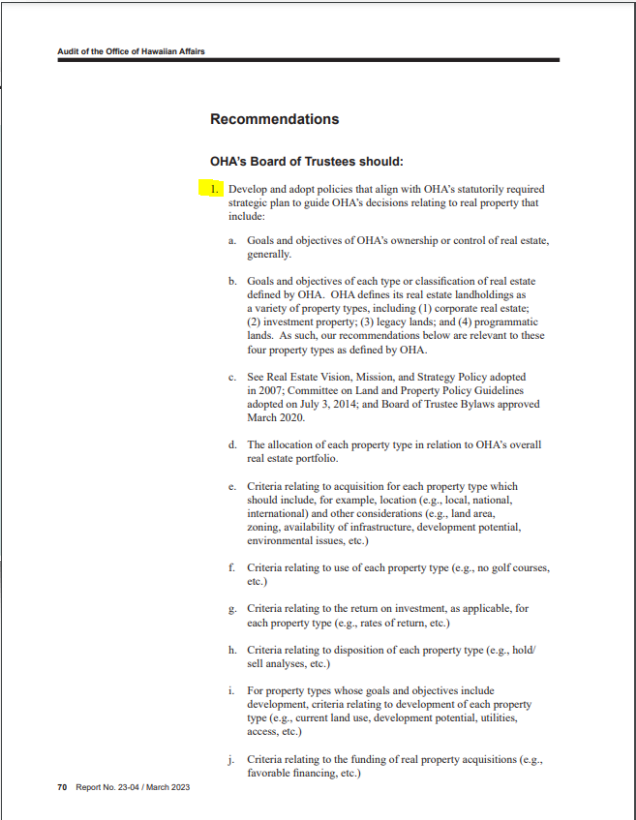 Audit of the Office of Hawaiian Affairs
Recommendations
OHA's Board of Trustees should:
1. Develop and adopt policies that align with OHA's statutorily required
strategic plan to guide OHA's decisions relating to real property that
include:
a. Goals and objectives of OHA's ownership or control of real estate,
generally.
b. Goals and objectives of each type or classification of real estate
defined by OHA. OHA defines its real estate landholdings as
a variety of property types, including (1) corporate real estate;
(2) investment property; (3) legacy lands; and (4) programmatic
lands. As such, our recommendations below are relevant to these
four property types as defined by OHA.
c. See Real Estate Vision, Mission, and Strategy Policy adopted
in 2007; Committee on Land and Property Policy Guidelines
adopted on July 3, 2014; and Board of Trustee Bylaws approved
March 2020.
d. The allocation of each property type in relation to OHA's overall
real estate portfolio.
e. Criteria relating to acquisition for each property type which
should include, for example, location (e.g., local, national,
international) and other considerations (e.g., land area,
zoning, availability of infrastructure, development potential,
environmental issues, etc.)
f. Criteria relating to use of each property type (e.g., no golf courses,
etc.)
g. Criteria relating to the return on investment, as applicable, for
each property type (e.g., rates of return, etc.)
h. Criteria relating to disposition of each property type (e.g., hold/
sell analyses, etc.)
i. For property types whose goals and objectives include
development, criteria relating to development of each property
type (e.g., current land use, development potential, utilities,
access, etc.)
j. Criteria relating to the funding of real property acquisitions (e.g.,
favorable financing, etc.)
70 Report No. 23-04 / March 2023